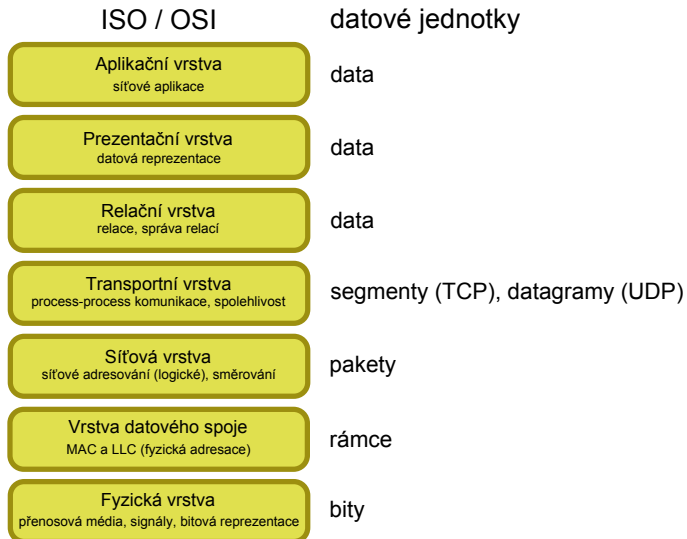 ISO / OSI datové jednotky
Aplikační vrstva
síťové aplikace
data
Prezentační vrstva
datová reprezentace
data
Relační vrstva
relace, správa relací
data
Transportní vrstva
process-process komunikace, spolehlivost
segmenty (TCP), datagramy (UDP)
Síťová vrstva
síťové adresování (logické), směrování
pakety
Vrstva datového spoje
MAC a LLC (fyzická adresace)
rámce
Fyzická vrstva
přenosová média, signály, bitová reprezentace
bity